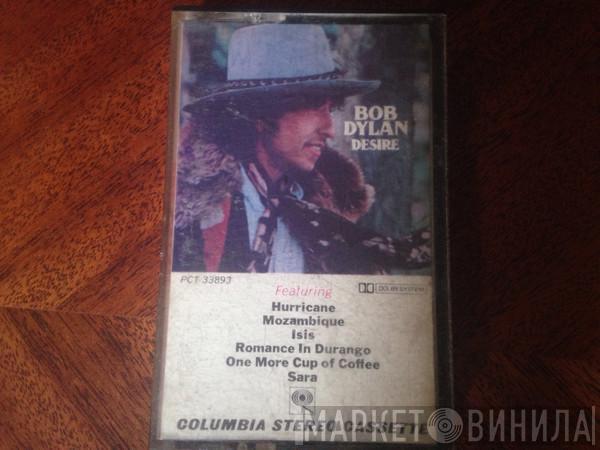 BOB
DYLAN
DESIRE
PCT 33893
Featuring
DOLBY SYSTEM
Hurricane
Mozambique
Isis
Romance In Durango
One More Cup of Coffee
Sara
COLUMBIA STEREO CASSETTE
МАРКЕТ ВИНИЛА